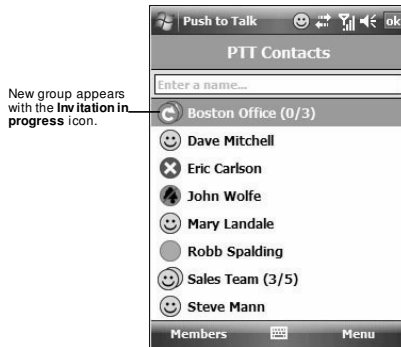 Push to Talk ok
PTT Contacts
Enter a name...
New group appears
with the Invitation in
progress icon.
Boston Office (0/3)
Dave Mitchell
Eric Carlson
John Wolfe
Mary Landale
Robb Spalding
Sales Team (3/5)
Steve Mann
Members Menu